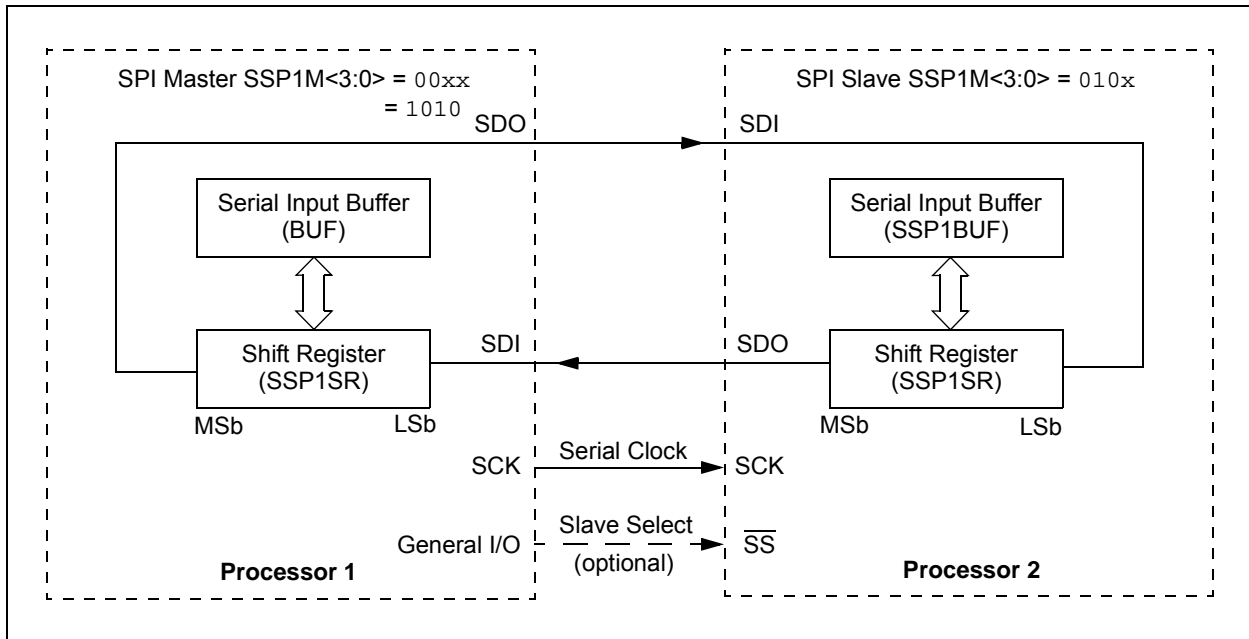 SPI Master SSP1M<3:0> = 00xx
= 1010
SPI Slave SSP1M<3:0> = 010x
SDO
SDI
Serial Input Buffer
(BUF)
Serial Input Buffer
(SSP1BUF)
SDI
SDO
Shift Register
(SSP1SR)
Shift Register
(SSP1SR)
MSb
LSb
MSb
LSb
SCK
Serial Clock
SCK
General I/O
Slave Select
(optional)
S̅S̅
Processor 1
Processor 2